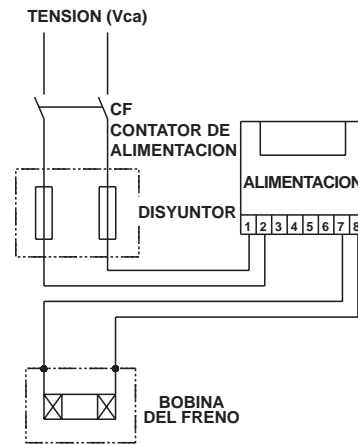 TENSION (Vca)
CF
CONTATOR DE
ALIMENTACION
ALIMENTACION
DISYUNTOR
1 2 3 4 5 6 7 8
BOBINA
DEL FRENO